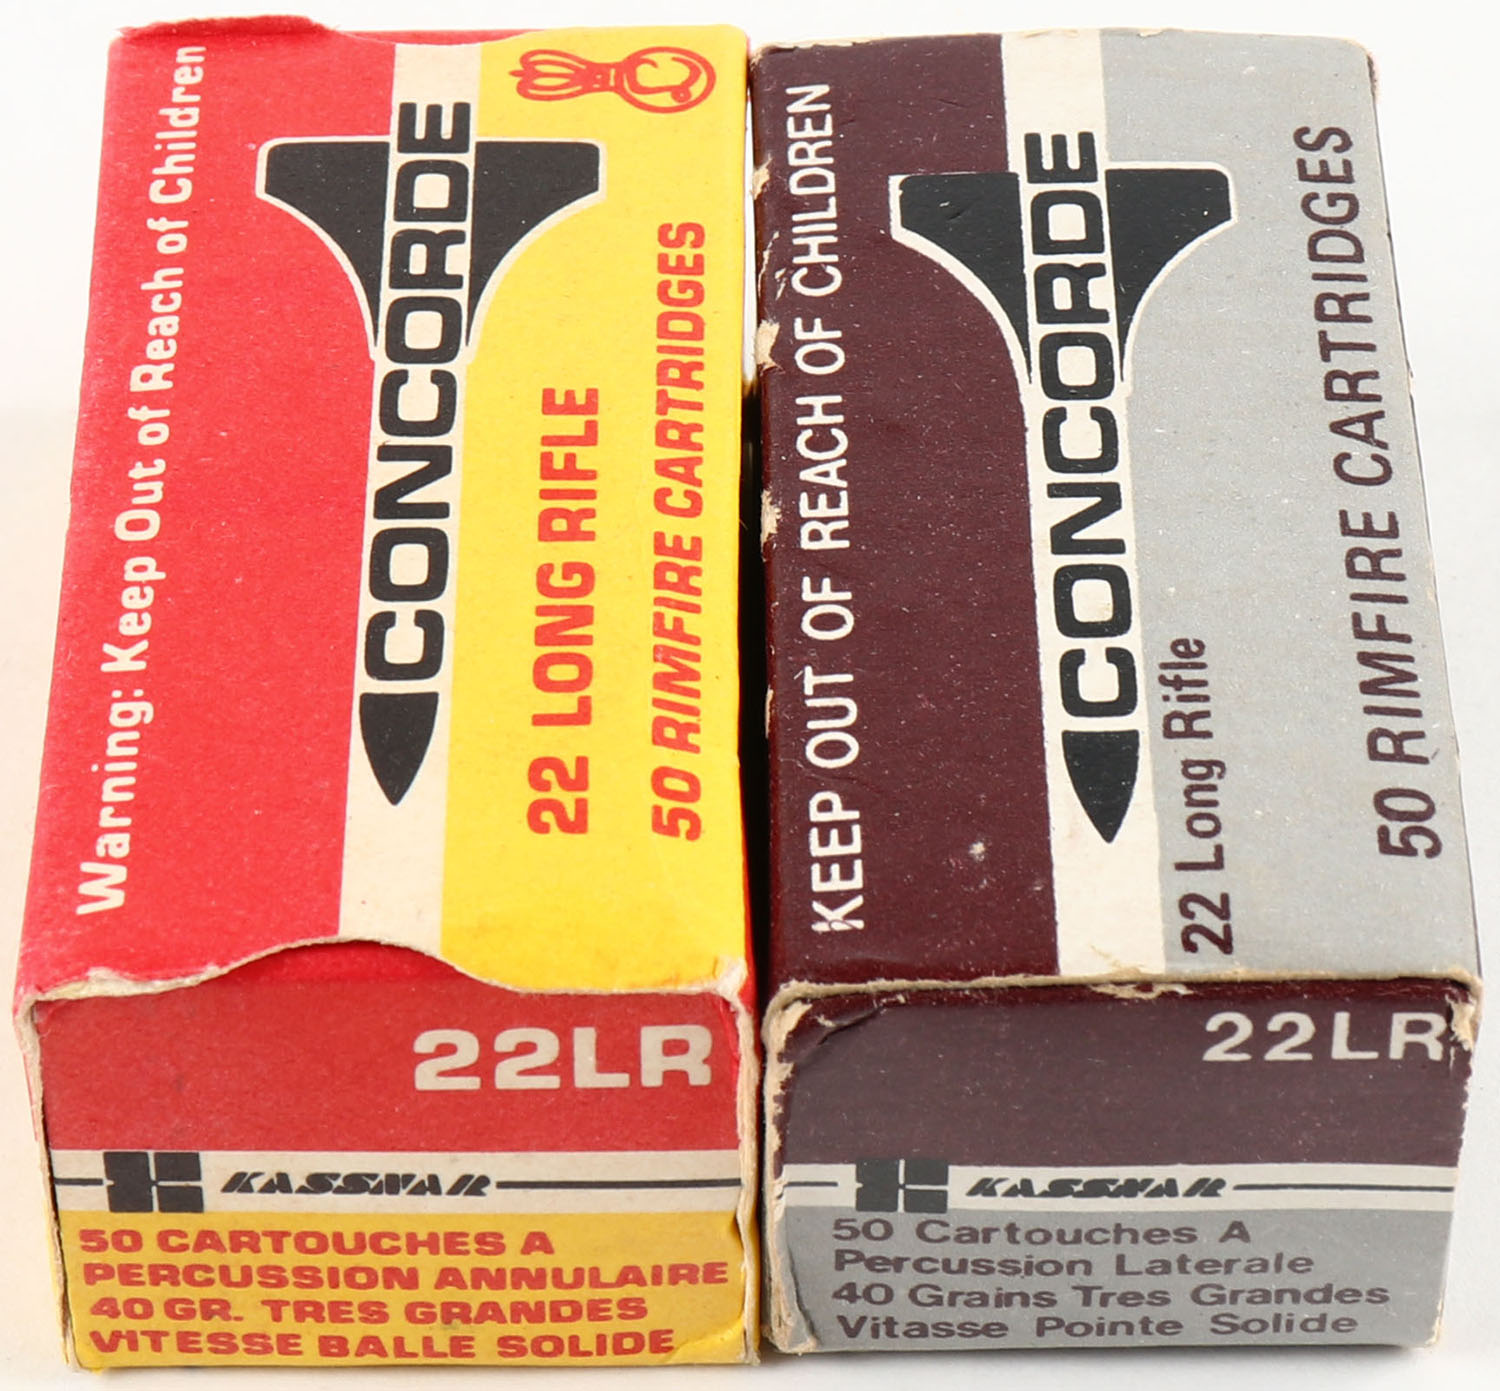 Warning: Keep Out of Reach of Children
CONCORDE
22 LONG RIFLE
50 RIMFIRE CARTRIDGES
22LR
KASSNAR
50 CARTOUCHES A
PERCUSSION ANNULAIRE
40 GR. TRES GRANDES
VITESSE BALLE SOLIDE
KEEP OUT OF REACH OF CHILDREN
CONCORDE
22 Long Rifle
50 RIMFIRE CARTRIDGES
22LR
KASSNAR
50 Cartouches A
Percussion Laterale
40 Grains Tres Grandes
Vitasse Pointe Solide